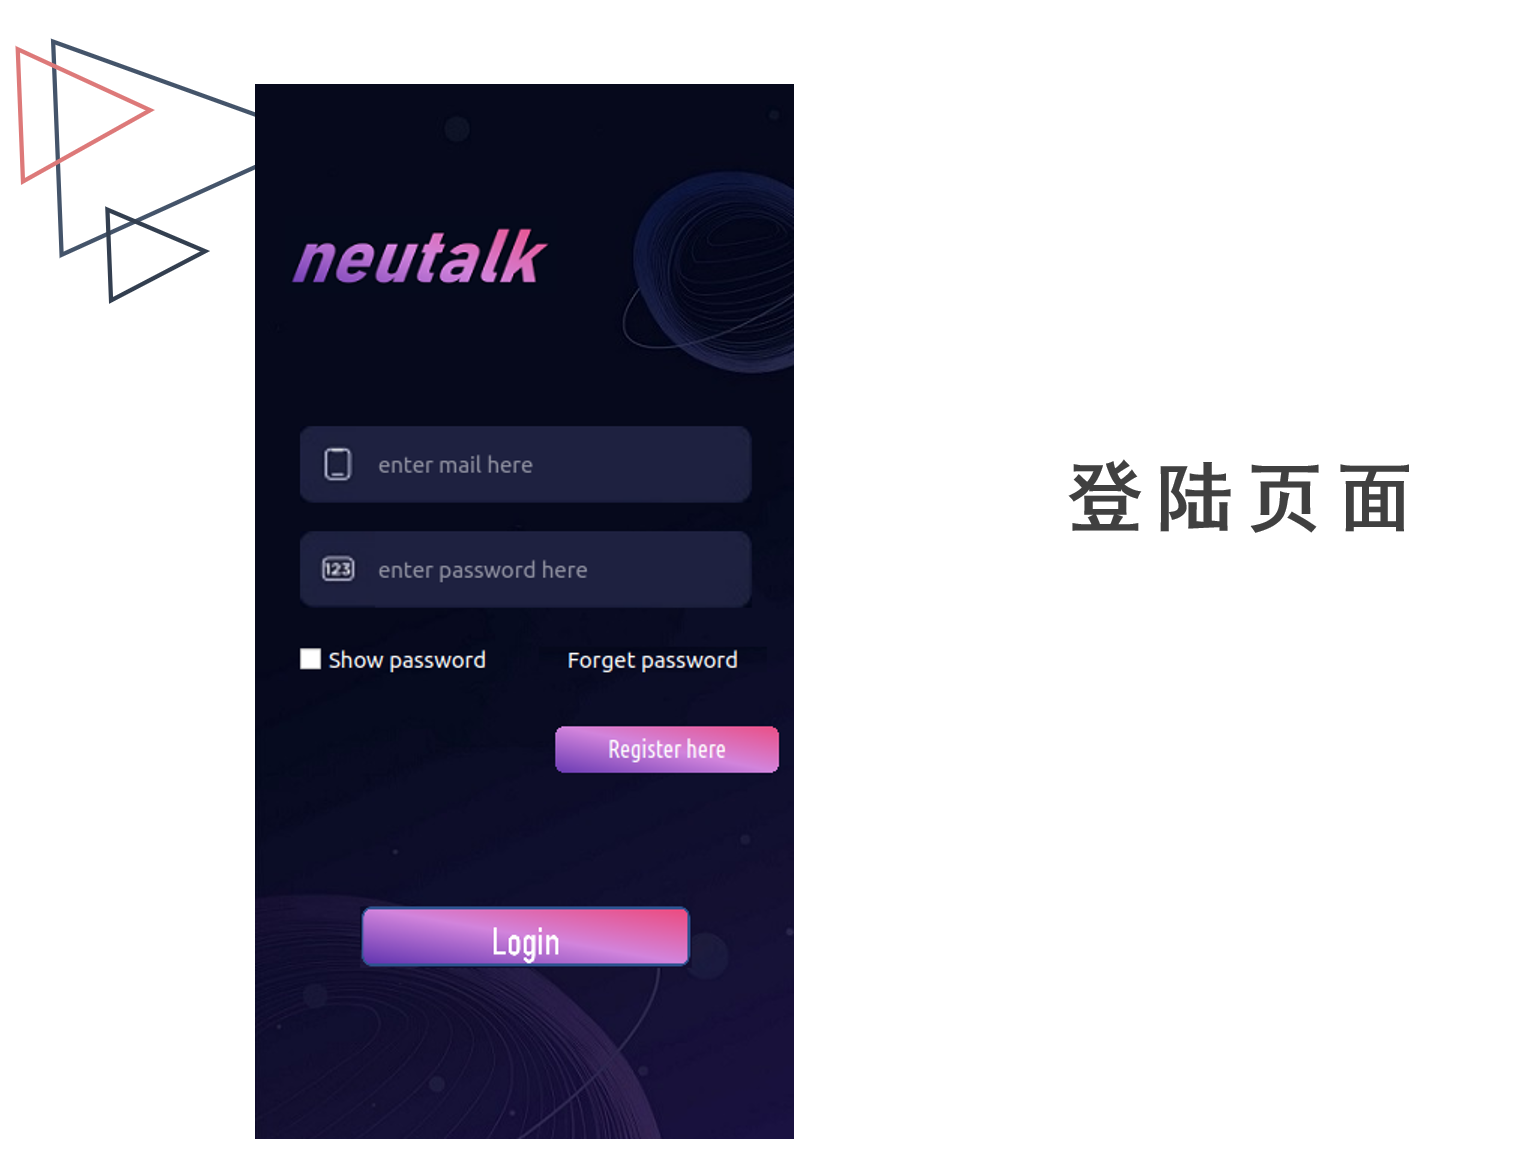 neutalk
enter mail here
123
enter password here
Show password
Forget password
Register here
Login
登陆页面